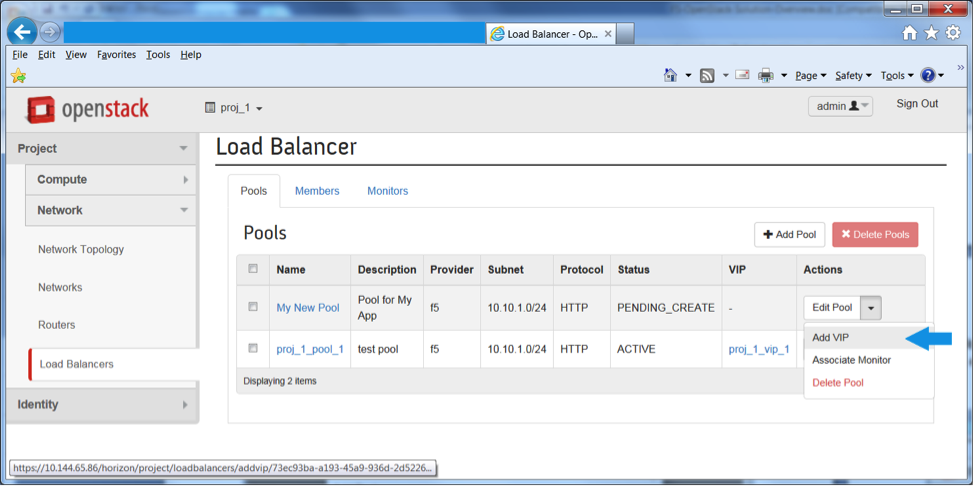 Load Balancer - Op...
File Edit View Favorites Tools Help
Page Safety Tools
openstack proj_1 admin Sign Out
Project
Compute
Network
Network Topology
Networks
Routers
Load Balancers
Identity
Load Balancer
Pools Members Monitors
Pools
Add Pool Delete Pools
Name Description Provider Subnet Protocol Status VIP Actions
My New Pool Pool for My App f5 10.10.1.0/24 HTTP PENDING_CREATE - Edit Pool
proj_1_pool_1 test pool f5 10.10.1.0/24 HTTP ACTIVE proj_1_vip_1
Displaying 2 items
Add VIP
Associate Monitor
Delete Pool
https://10.144.65.86/horizon/project/loadbalancers/addvip/73ec93ba-a193-45a9-936d-2d5226...